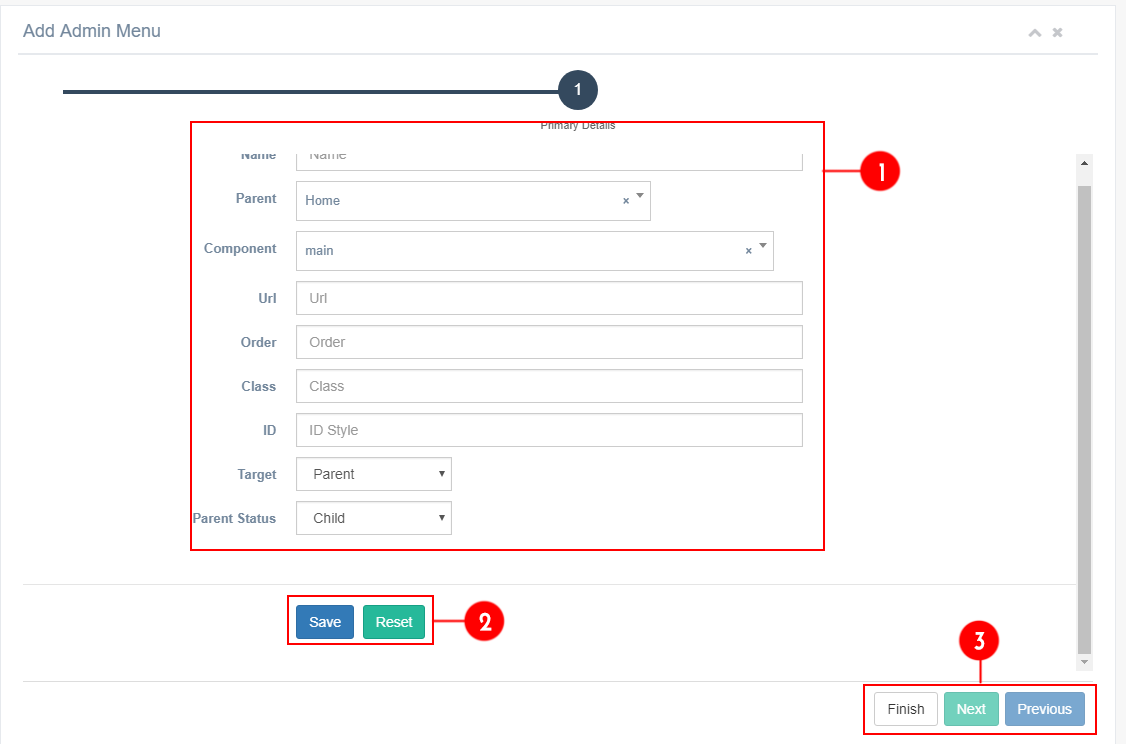 Add Admin Menu
1
Primary Details
Name Name
1
Parent Home × 
Component main ×
Url Url
Order Order
Class Class
ID ID Style
Target Parent
Parent Status Child
Save Reset
2
3
Finish Next Previous